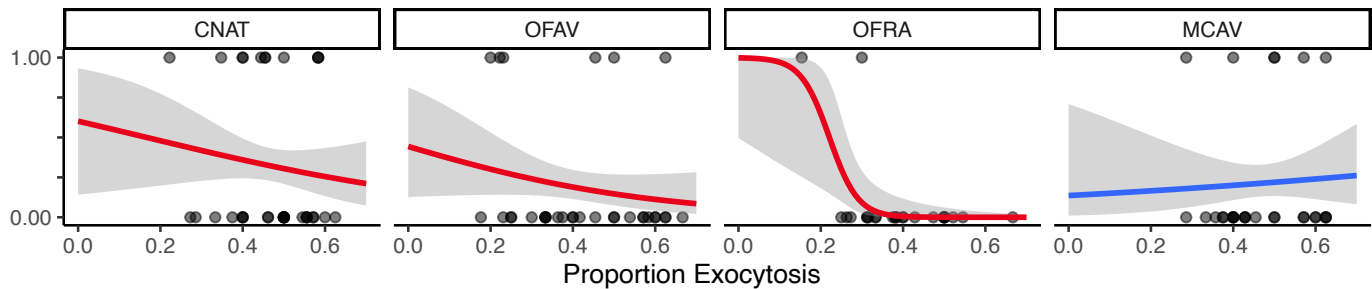 CNAT OFAV OFRA MCAV
1.00
0.00
0.0 0.2 0.4 0.6 0.0 0.2 0.4 0.6 0.0 0.2 0.4 0.6 0.0 0.2 0.4 0.6
Proportion Exocytosis